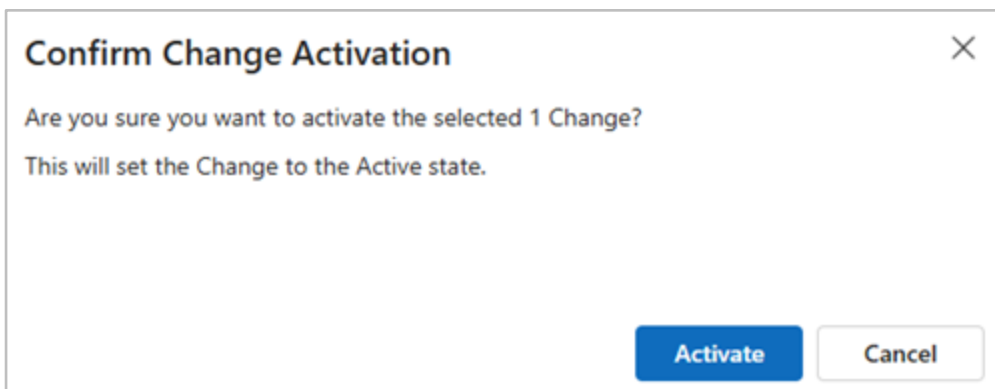 Confirm Change Activation
Are you sure you want to activate the selected 1 Change?
This will set the Change to the Active state.
Activate
Cancel